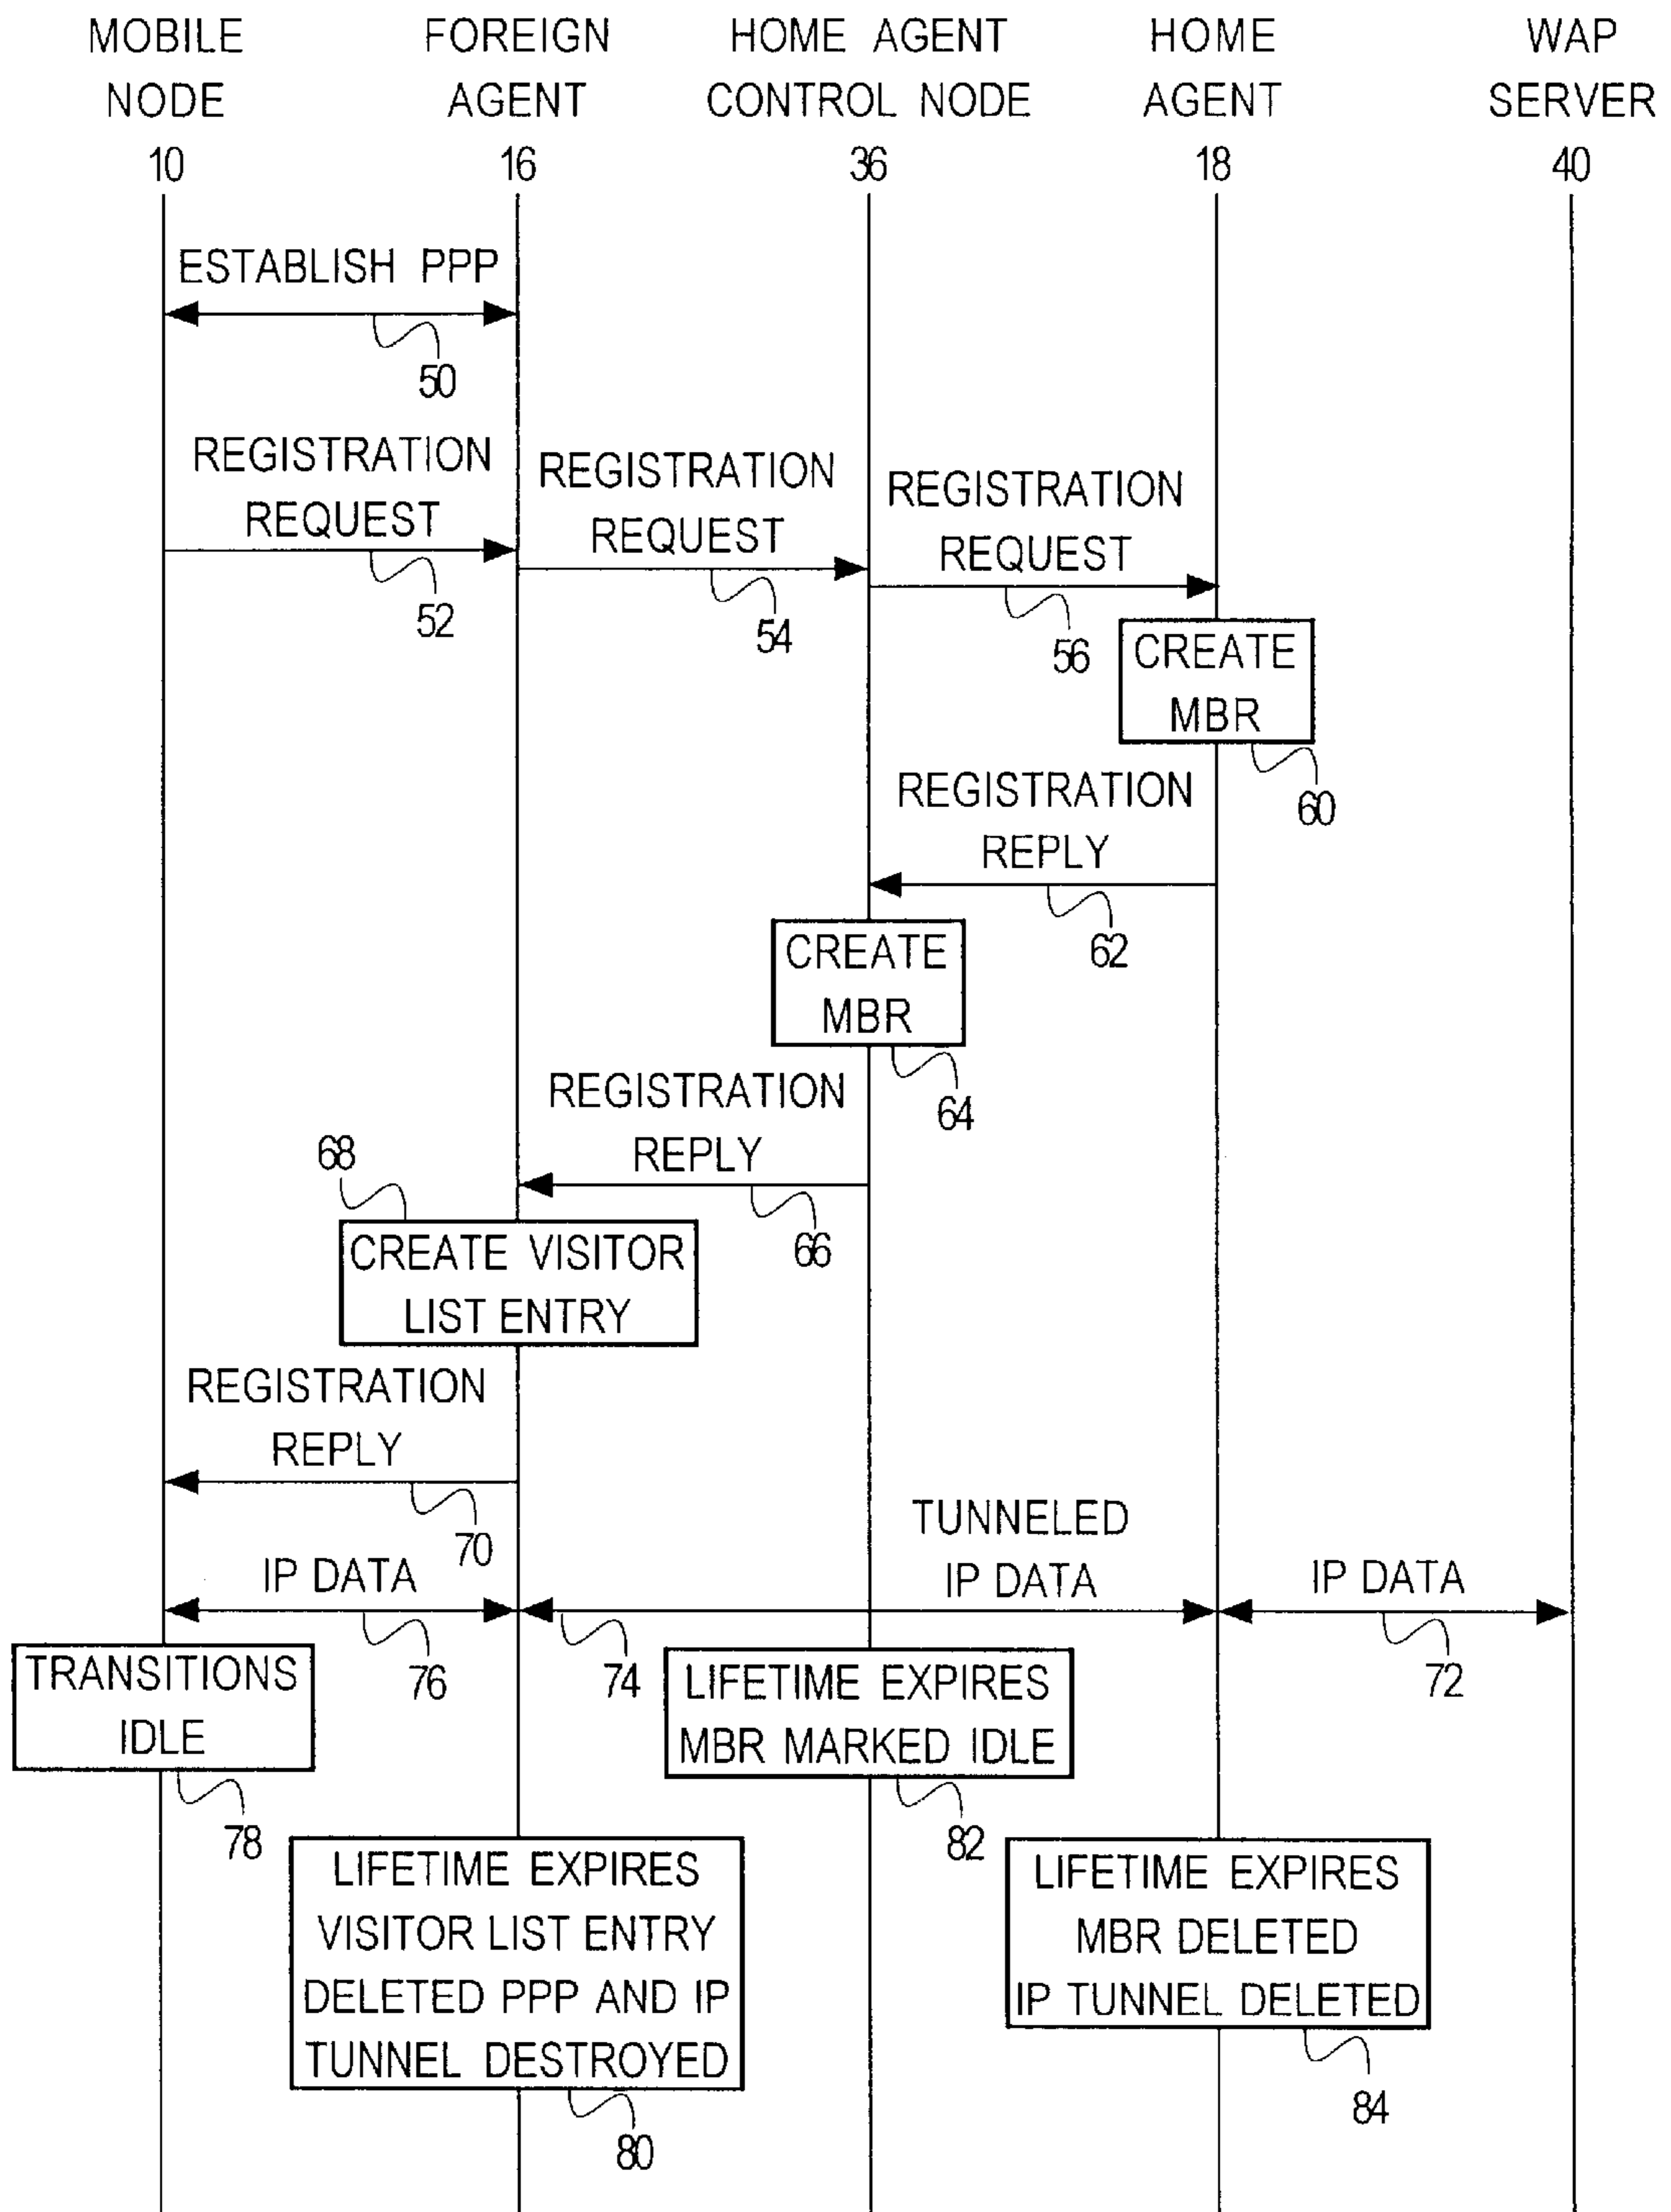 MOBILE NODE 10
FOREIGN AGENT 16
HOME AGENT CONTROL NODE 36
HOME AGENT 18
WAP SERVER 40
ESTABLISH PPP
50
REGISTRATION
REQUEST
52
REGISTRATION
REQUEST
54
REGISTRATION
REQUEST
56
CREATE
MBR
60
REGISTRATION
REPLY
62
CREATE
MBR
64
REGISTRATION
REPLY
66
68
CREATE VISITOR
LIST ENTRY
REGISTRATION
REPLY
70
IP DATA
76
TUNNELED
IP DATA
74
IP DATA
72
TRANSITIONS
IDLE
78
LIFETIME EXPIRES
MBR MARKED IDLE
82
LIFETIME EXPIRES
VISITOR LIST ENTRY
DELETED PPP AND IP
TUNNEL DESTROYED
80
LIFETIME EXPIRES
MBR DELETED
IP TUNNEL DELETED
84